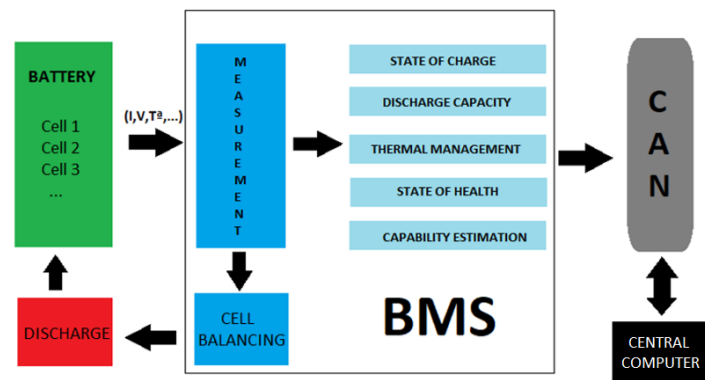 BATTERY
Cell 1
Cell 2
Cell 3
...
(I,V,Tª,...)
MEASUREMENT
STATE OF CHARGE
DISCHARGE CAPACITY
THERMAL MANAGEMENT
STATE OF HEALTH
CAPABILITY ESTIMATION
CAN
DISCHARGE
CELL
BALANCING
BMS
CENTRAL
COMPUTER